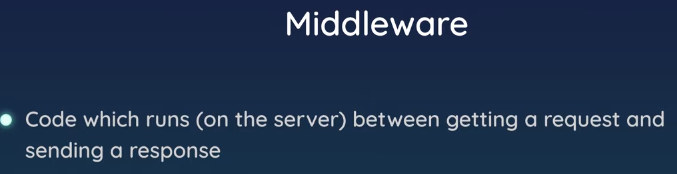 Middleware
Code which runs (on the server) between getting a request and
sending a response